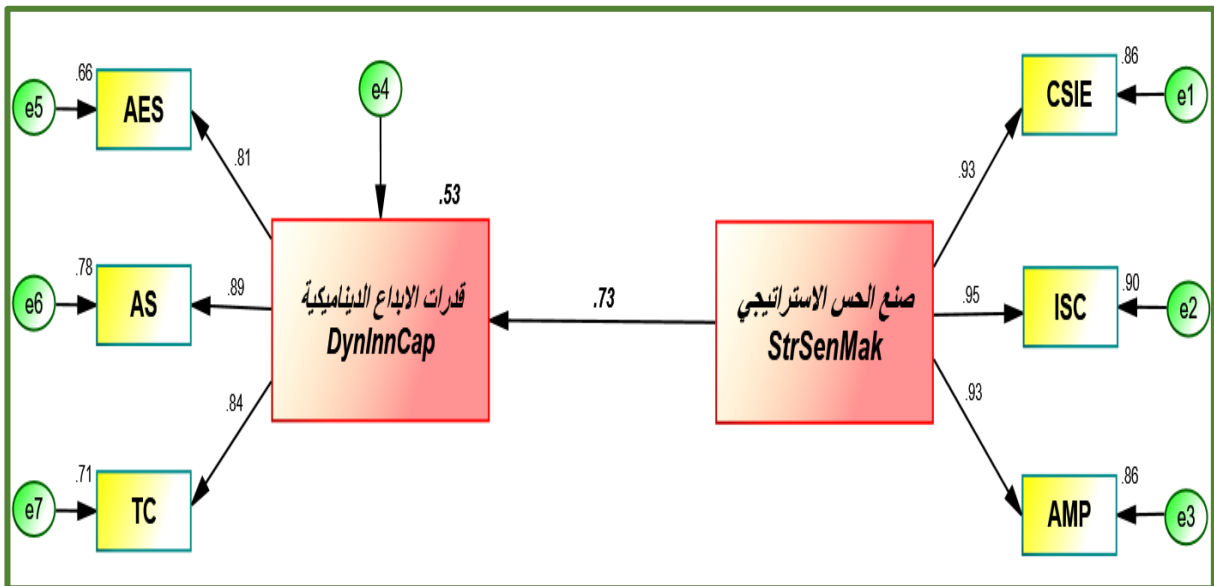 .66
e5
AES
.81
.78
e6
AS
.89
.71
e7
TC
.84
e4
.53
قدرات الابداع الديناميكية
DynInnCap
.73
صنع الحس الاستراتيجي
StrSenMak
.93
.86
CSIE
e1
.95
.90
ISC
e2
.93
.86
AMP
e3